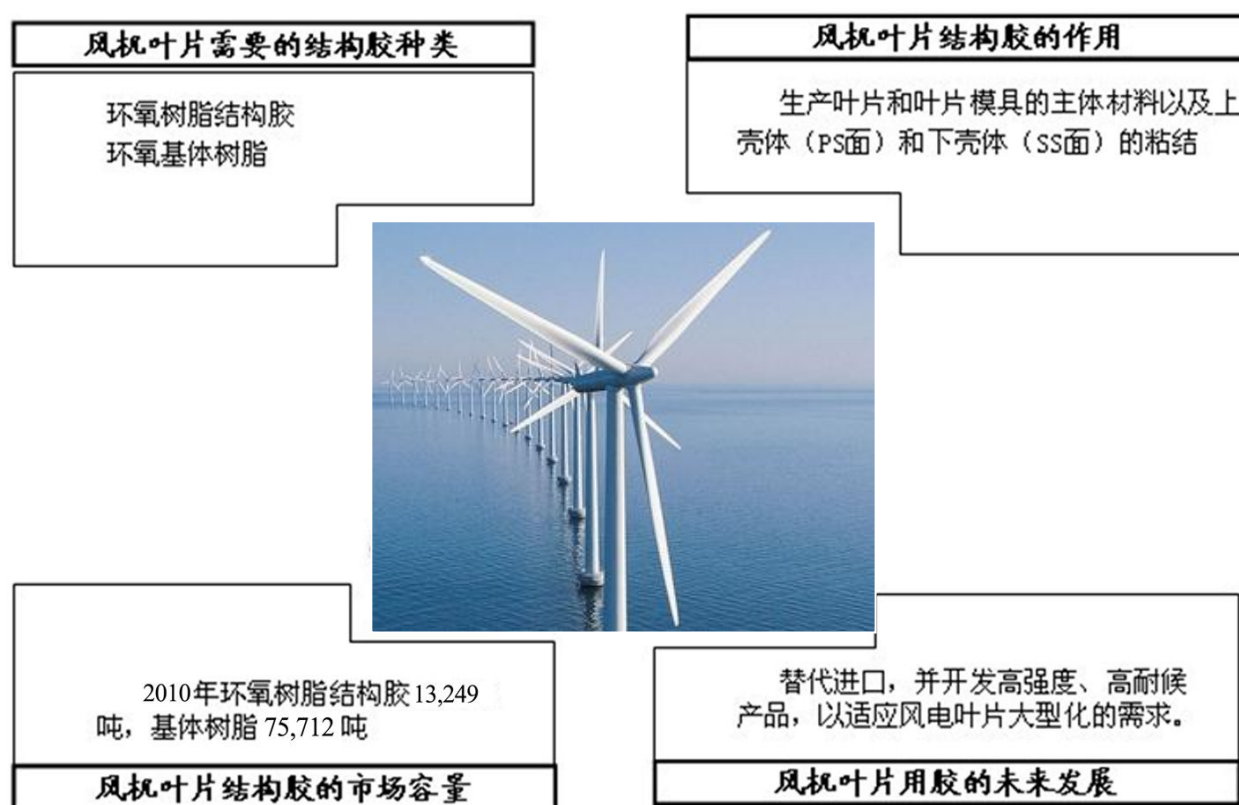 风机叶片需要的结构胶种类
环氧树脂结构胶
环氧基体树脂
风机叶片结构胶的作用
生产叶片和叶片模具的主体材料以及上
壳体（PS面）和下壳体（SS面）的粘结
2010年环氧树脂结构胶13,249
吨，基体树脂 75,712 吨
风机叶片结构胶的市场容量
替代进口，并开发高强度、高耐候
产品，以适应风电叶片大型化的需求。
风机叶片用胶的未来发展